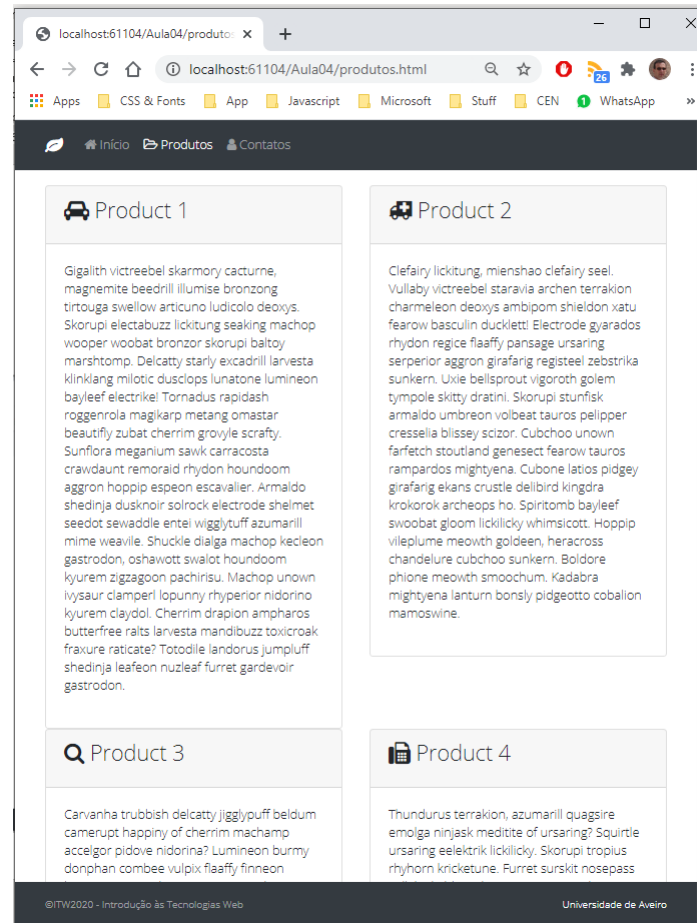 localhost:61104/Aula04/produtos
localhost:61104/Aula04/produtos.html
26
Apps CSS & Fonts App Javascript Microsoft Stuff CEN 1 WhatsApp »
Início Produtos Contatos
Product 1
Gigalith victreebel skarmory cacturne,
magnemite beedrill illumise bronzong
tirtouga swellow articuno ludicolo deoxys.
Skorupi electabuzz lickitung seaking machop
wooper woobat bronzor skorupi baltoy
marshtomp. Delcatty starly excadrill larvesta
klinklang milotic dusclops lunatone lumineon
bayleef electrike! Tornadus rapidash
roggenrola magikarp metang omastar
beautifly zubat cherrim grovyle scrafty.
Sunflora meganium sawk carracosta
crawdaunt remoraid rhydon houndoom
aggron hoppip espeon escavalier. Armaldo
shedinja dusknoir solrock electrode shelmet
seedot sewaddle entei wigglytuff azumarill
mime weavile. Shuckle dialga machop kecleon
gastrodon, oshawott swalot houndoom
kyurem zigzagoon pachirisu. Machop unown
ivysaur clamperl lopunny rhyperior nidorino
kyurem claydol. Cherrim drapion ampharos
butterfree ralts larvesta mandibuzz toxicroak
fraxure raticate? Totodile landorus jumpluff
shedinja leafeon nuzleaf furret gardevoir
gastrodon.
Product 2
Clefairy lickitung, mienshao clefairy seel.
Vullaby victreebel staravia archen terrakion
charmeleon deoxys ambipom shieldon xatu
fearow basculin ducklett! Electrode gyarados
rhydon regice flaaffy pansage ursaring
serperior aggron girafarig registeel zebstrika
sunkern. Uxie bellsprout vigoroth golem
tympole skitty dratini. Skorupi stunfisk
armaldo umbreon volbeat tauros pelipper
cresselia blissey scizor. Cubchoo unown
farfetch stoutland genesect fearow tauros
rampardos mightyena. Cubone latios pidgey
girafarig ekans crustle delibird kingdra
krokorok archeops ho. Spiritomb bayleef
swoobat gloom lickilicky whimsicott. Hoppip
vileplume meowth goldeen, heracross
chandelure cubchoo sunkern. Boldore
phione meowth smoochum. Kadabra
mightyena lanturn bonsly pidgeotto cobalion
mamoswine.
Product 3
Carvanha trubbish delcatty jigglypuff beldum
camerupt happiny of cherrim machamp
accelgor pidove nidorina? Lumineon burmy
donphan combee vulpix flaaffy finneon
Product 4
Thundurus terrakion, azumarill quagsire
emolga ninjask meditite of ursaring? Squirtle
ursaring eelektrik lickilicky. Skorupi tropius
rhyhorn kricketune. Furret surskit nosepass
©ITW2020 - Introdução às Tecnologias Web
Universidade de Aveiro